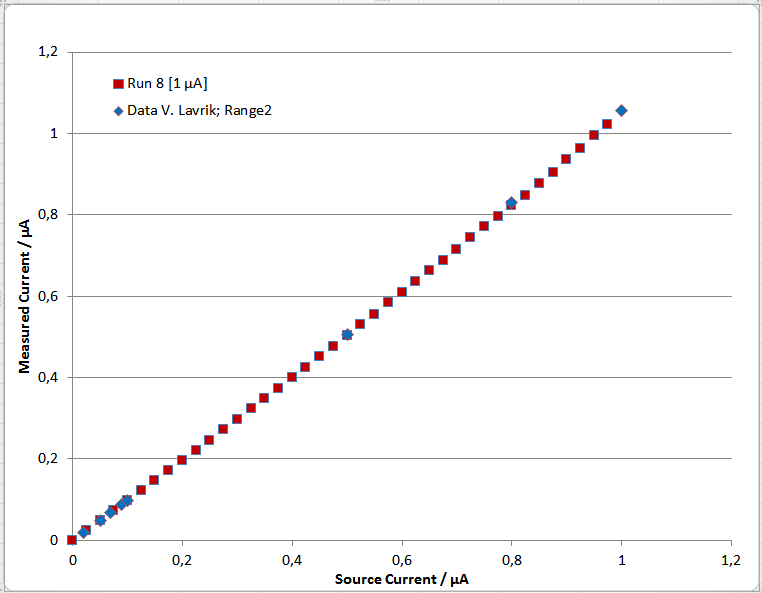 1,2
Run 8 [1 µA]
Data V. Lavrik; Range2
1
0,8
0,6
0,4
0,2
0
Measured Current / µA
0 0,2 0,4 0,6 0,8 1 1,2
Source Current / µA